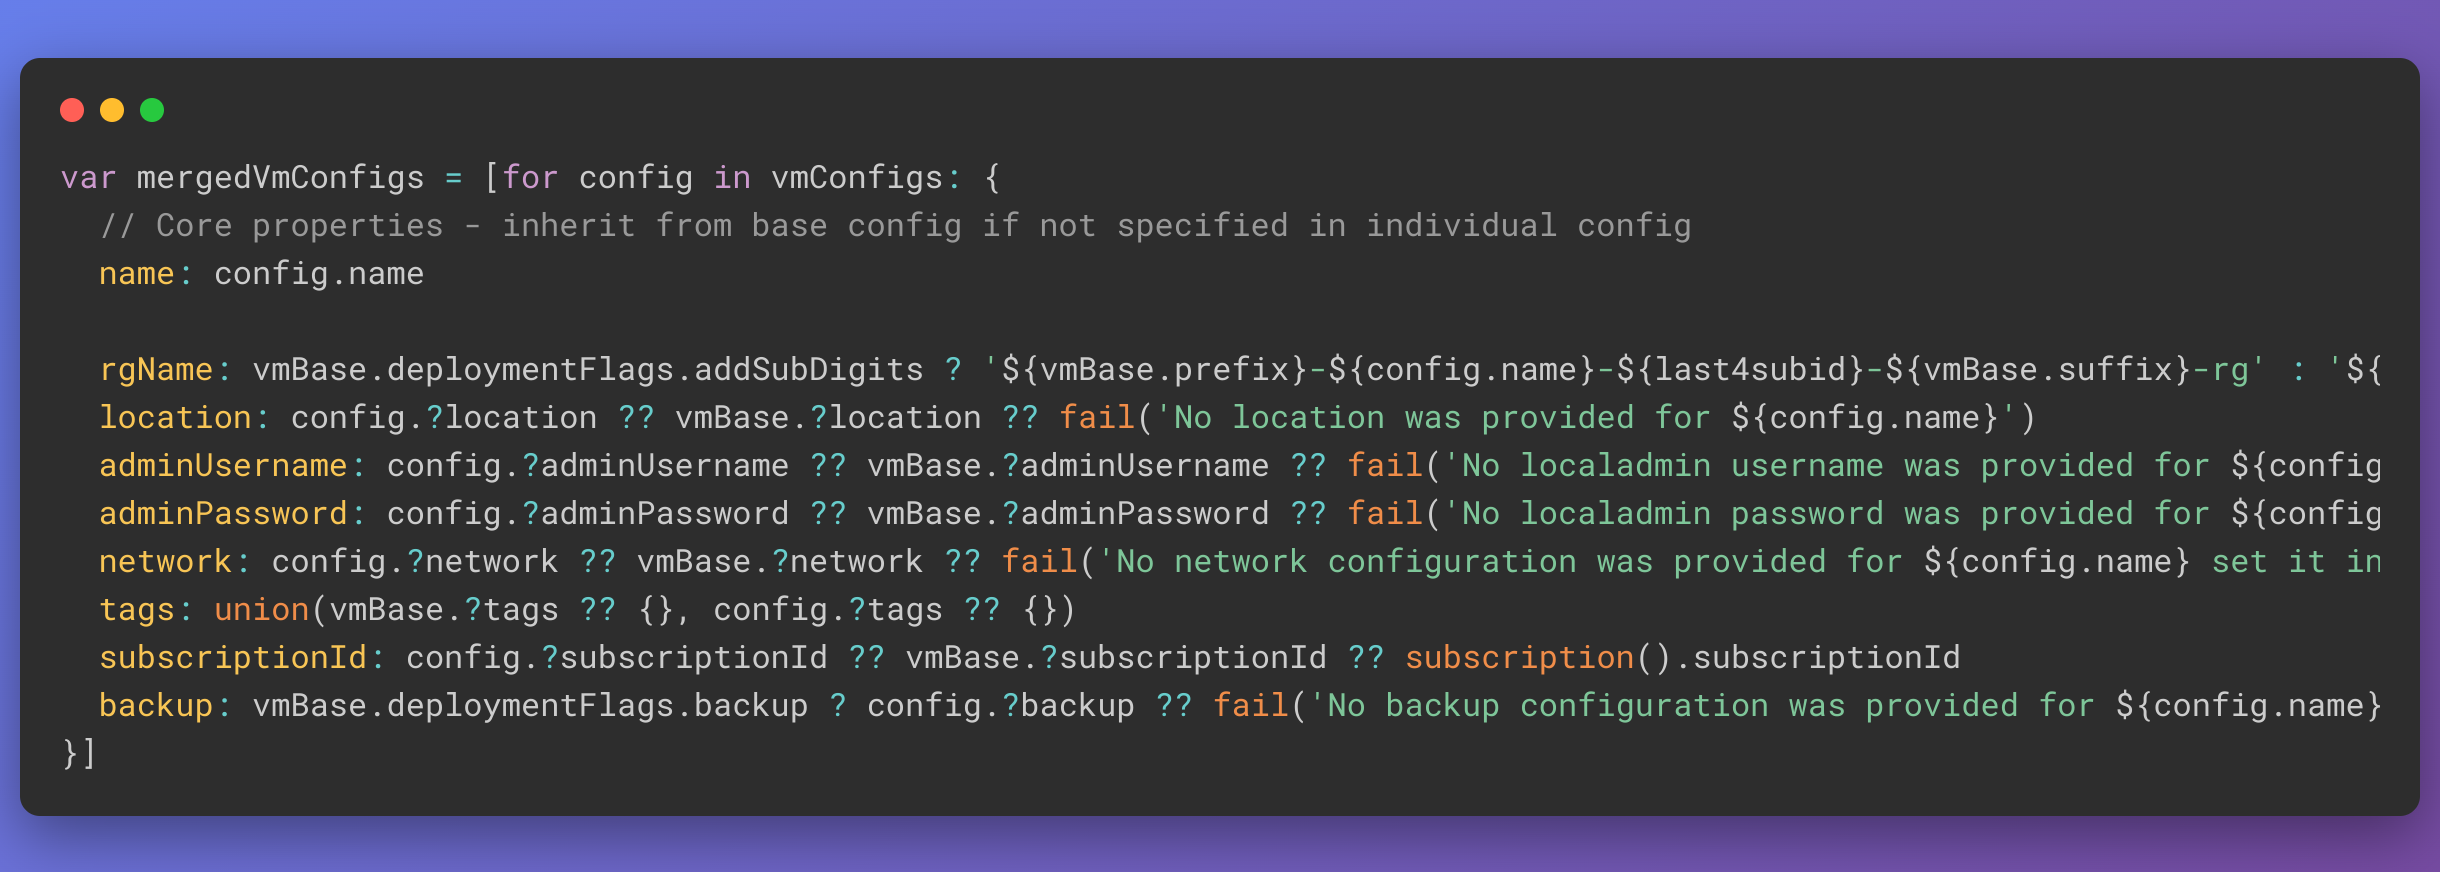 var mergedVmConfigs = [for config in vmConfigs: {
  // Core properties - inherit from base config if not specified in individual config
  name: config.name

  rgName: vmBase.deploymentFlags.addSubDigits ? '${vmBase.prefix}-${config.name}-${last4subid}-${vmBase.suffix}-rg' : '${
  location: config.?location ?? vmBase.?location ?? fail('No location was provided for ${config.name}')
  adminUsername: config.?adminUsername ?? vmBase.?adminUsername ?? fail('No localadmin username was provided for ${config
  adminPassword: config.?adminPassword ?? vmBase.?adminPassword ?? fail('No localadmin password was provided for ${config
  network: config.?network ?? vmBase.?network ?? fail('No network configuration was provided for ${config.name} set it in
  tags: union(vmBase.?tags ?? {}, config.?tags ?? {})
  subscriptionId: config.?subscriptionId ?? vmBase.?subscriptionId ?? subscription().subscriptionId
  backup: vmBase.deploymentFlags.backup ? config.?backup ?? fail('No backup configuration was provided for ${config.name}
}]